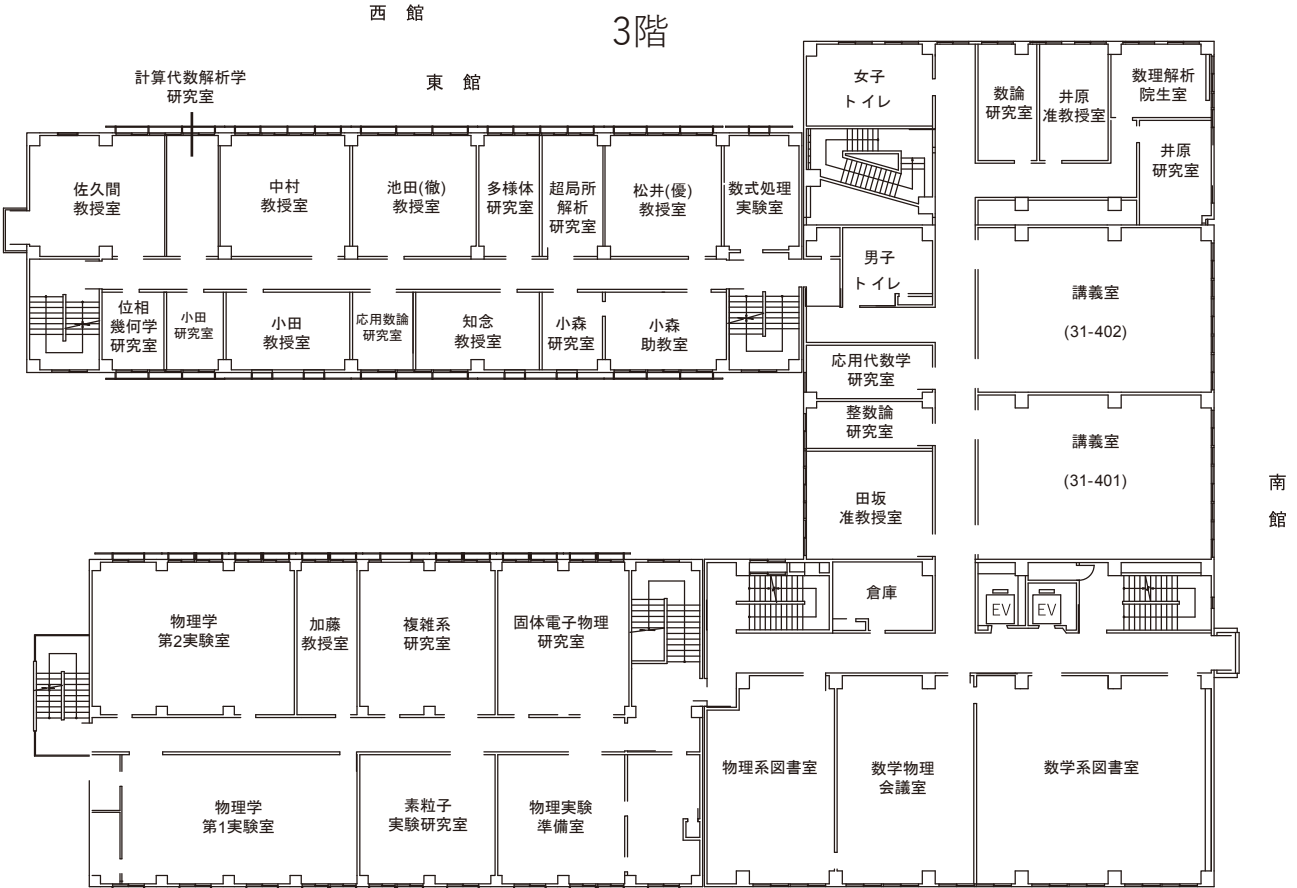 西 館
3階
東 館
計算代数解析学
研究室
佐久間
教授室
中村
教授室
池田(徹)
教授室
多様体
研究室
超局所
解析
研究室
松井(優)
教授室
数式処理
実験室
女子
トイレ
数論
研究室
井原
准教授室
数理解析
院生室
井原
研究室
男子
トイレ
位相
幾何学
研究室
小田
研究室
小田
教授室
応用数論
研究室
知念
教授室
小森
研究室
小森
助教室
講義室
(31-402)
応用代数学
研究室
整数論
研究室
田坂
准教授室
講義室
(31-401)
南
館
物理学
第2実験室
加藤
教授室
複雑系
研究室
固体電子物理
研究室
倉庫
EV
EV
物理学
第1実験室
素粒子
実験研究室
物理実験
準備室
物理系図書室
数学物理
会議室
数学系図書室